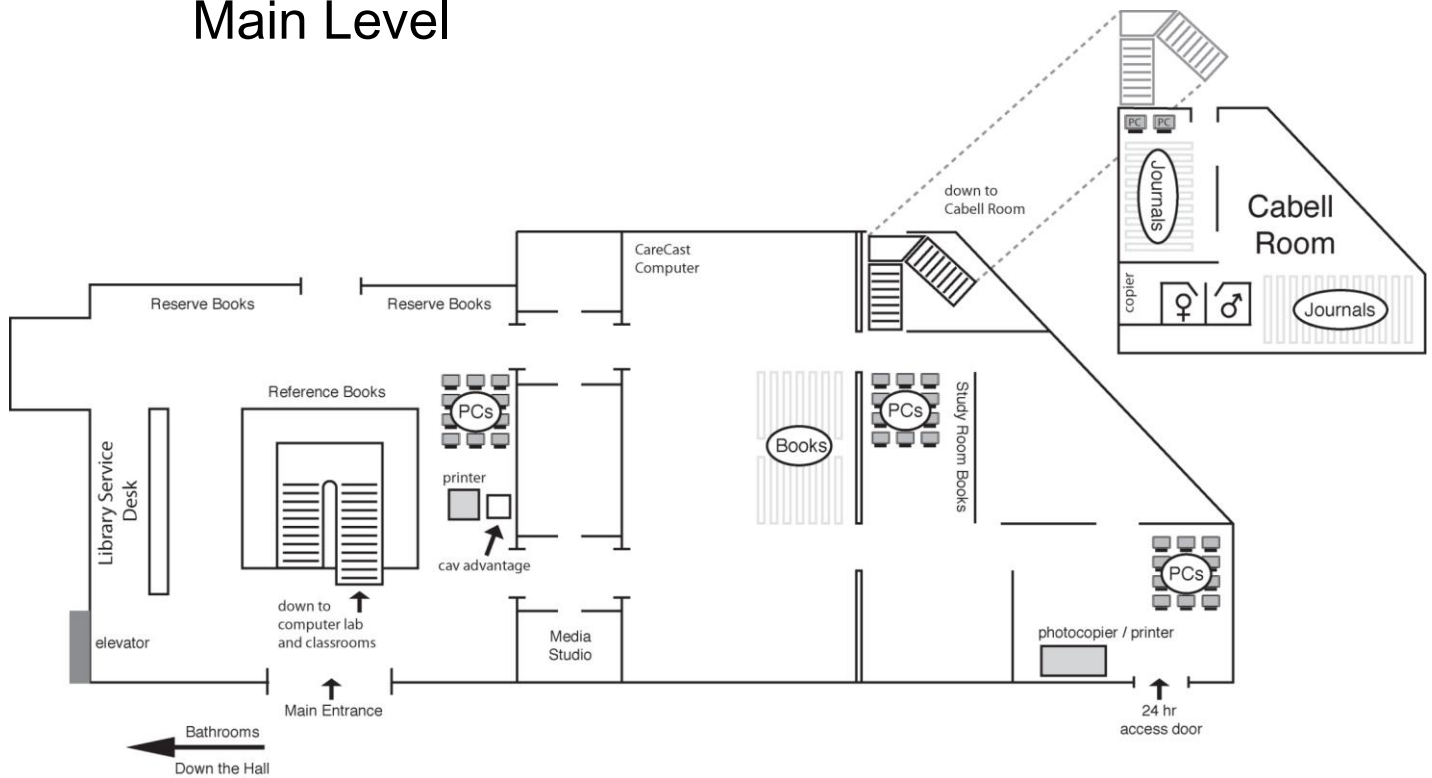 Main Level
PC PC
Journals
Cabell
Room
copier
Journals
down to
Cabell Room
CareCast
Computer
Reserve Books
Reserve Books
Reference Books
PCs
PCs
Study Room Books
Books
Library Service
Desk
printer
cav advantage
PCs
down to
computer lab
and classrooms
elevator
Media
Studio
photocopier / printer
Main Entrance
24 hr
access door
Bathrooms
Down the Hall